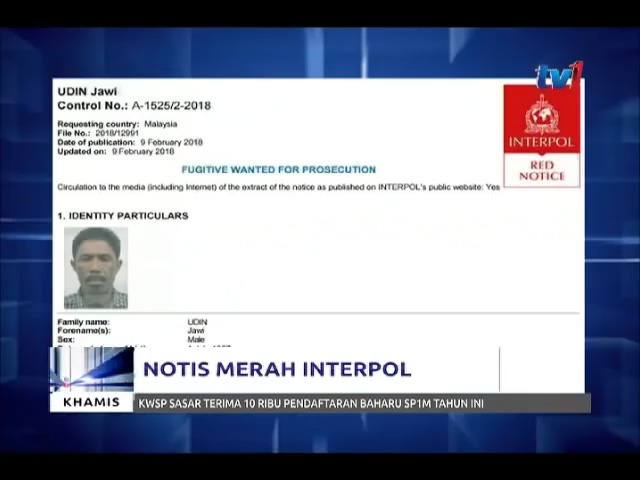 tv1
UDIN Jawi
Control No.: A-1525/2-2018
INTERPOL
RED
NOTICE
Requesting country: Malaysia
File No.: 2018/12991
Date of publication: 9 February 2018
Updated on: 9 February 2018
FUGITIVE WANTED FOR PROSECUTION
Circulation to the media (including Internet) of the extract of the notice as published on INTERPOL's public website: Yes
1. IDENTITY PARTICULARS
Family name: UDIN
Forename(s): Jawi
Sex: Male
NOTIS MERAH INTERPOL
KHAMIS
KWSP SASAR TERIMA 10 RIBU PENDAFTARAN BAHARU SP1M TAHUN INI